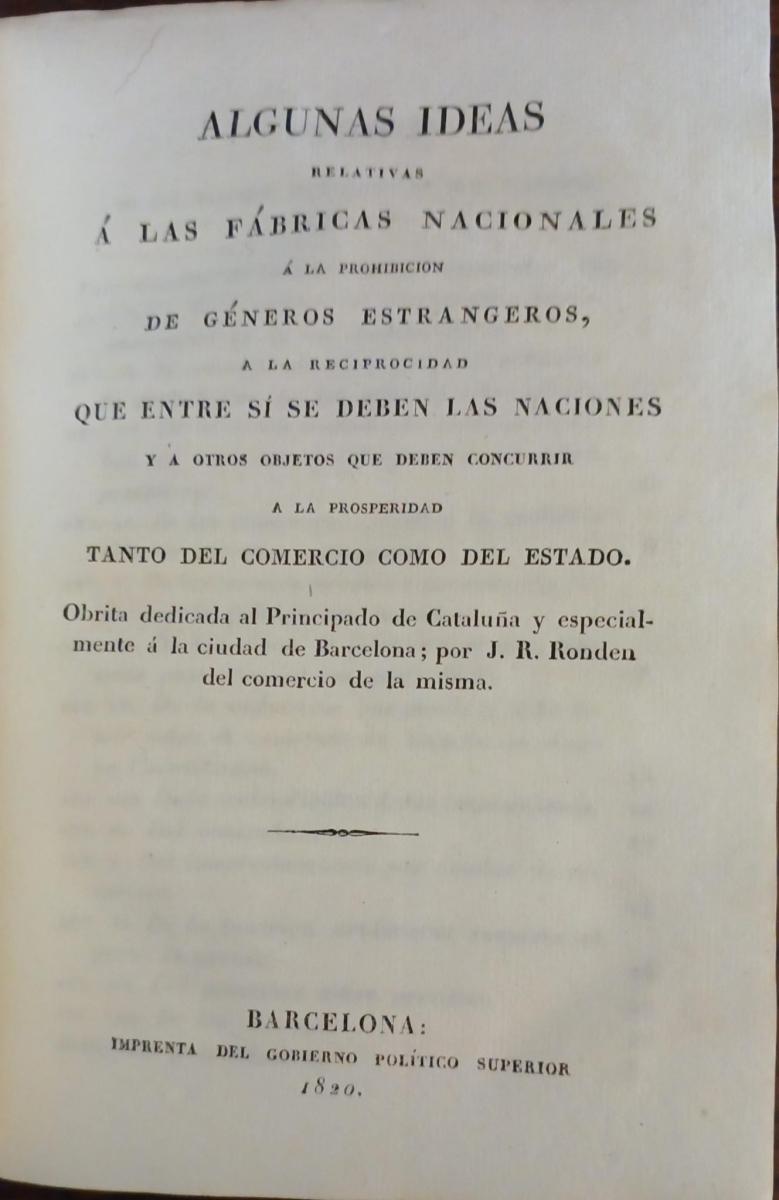 ALGUNAS IDEAS
RELATIVAS
Á LAS FÁBRICAS NACIONALES
Á LA PROHIBICION
DE GÉNEROS ESTRANGEROS,
A LA RECIPROCIDAD
QUE ENTRE SÍ SE DEBEN LAS NACIONES
Y A OTROS OBJETOS QUE DEBEN CONCURRIR
A LA PROSPERIDAD
TANTO DEL COMERCIO COMO DEL ESTADO.
Obrita dedicada al Principado de Cataluña y especial-
mente á la ciudad de Barcelona; por J. R. Ronden
del comercio de la misma.
BARCELONA:
IMPRENTA DEL GOBIERNO POLÍTICO SUPERIOR
1820.